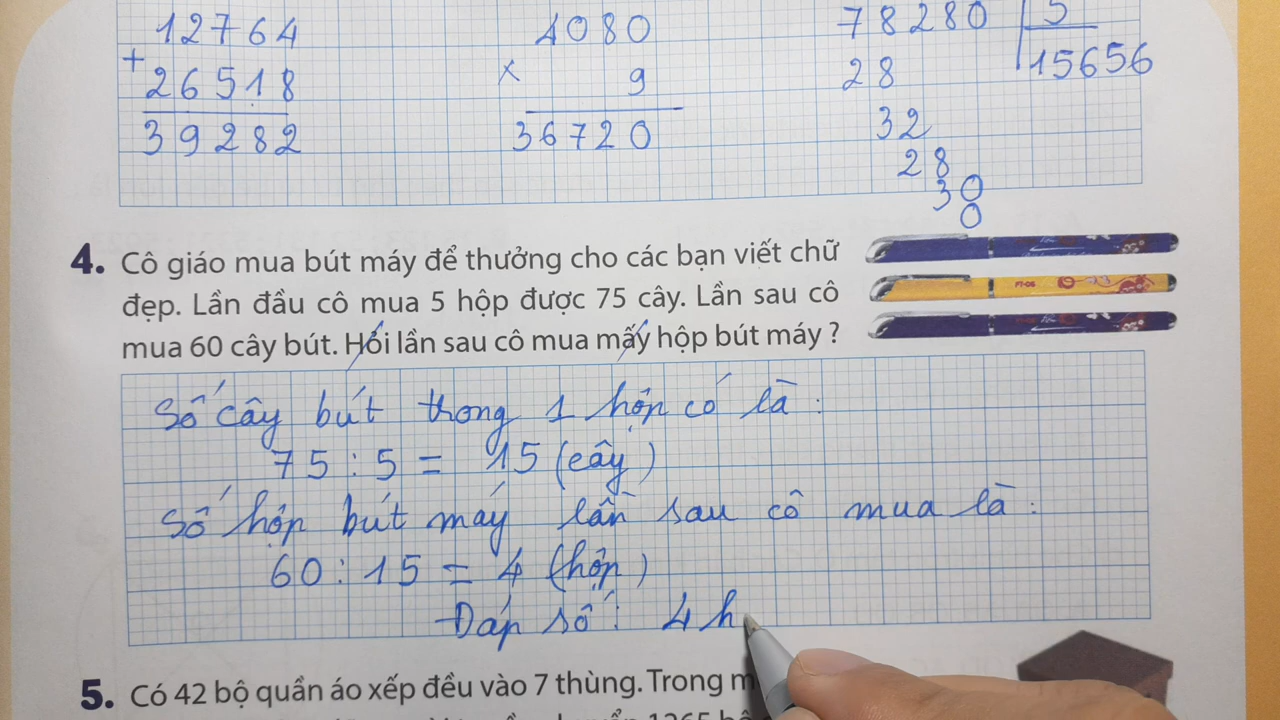 12764
+
26518
39282
4080
×
9
36720
78280 5
28 15656
32
28
30
0
4. Cô giáo mua bút máy để thưởng cho các bạn viết chữ
đẹp. Lần đầu cô mua 5 hộp được 75 cây. Lần sau cô
mua 60 cây bút. Hỏi lần sau cô mua mấy hộp bút máy ?
Số cây bút trong 1 hộp có là :
75 : 5 = 15 (cây)
Số hộp bút máy lần sau cô mua là :
60 : 15 = 4 (hộp)
Đáp số : 4 h
5. Có 42 bộ quần áo xếp đều vào 7 thùng. Trong m